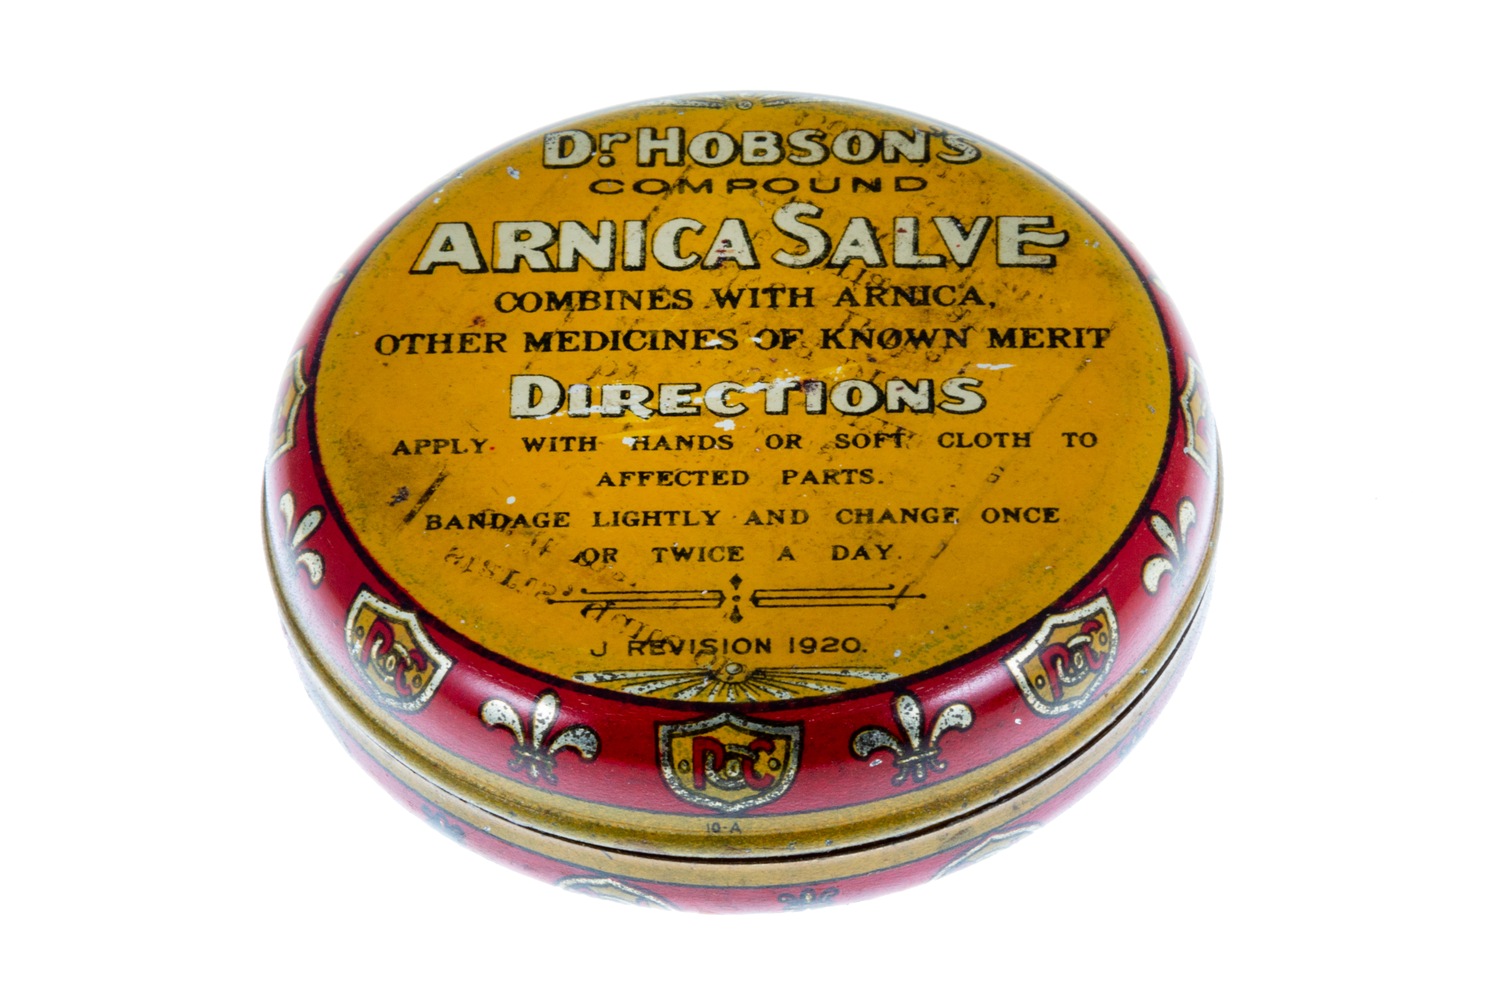 Dr. HOBSON'S
COMPOUND
ARNICA SALVE
COMBINES WITH ARNICA,
OTHER MEDICINES OF KNOWN MERIT
DIRECTIONS
APPLY WITH HANDS OR SOFT CLOTH TO
AFFECTED PARTS.
BANDAGE LIGHTLY AND CHANGE ONCE
OR TWICE A DAY.
J REVISION 1920.
10-A